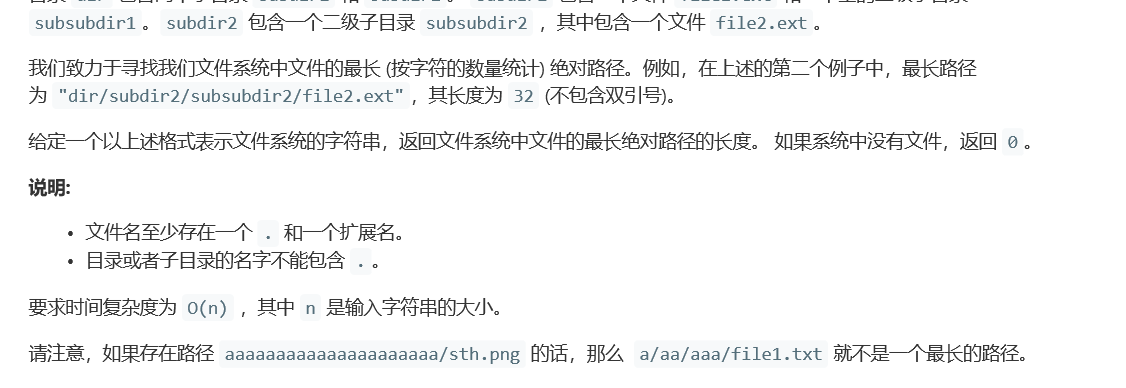 subsubdir1 。 subdir2 包含一个二级子目录 subsubdir2 ，其中包含一个文件 file2.ext 。
我们致力于寻找我们文件系统中文件的最长 (按字符的数量统计) 绝对路径。例如，在上述的第二个例子中，最长路径
为 "dir/subdir2/subsubdir2/file2.ext"，其长度为 32 (不包含双引号)。
给定一个以上述格式表示文件系统的字符串，返回文件系统中文件的最长绝对路径的长度。 如果系统中没有文件，返回 0 。
说明:
• 文件名至少存在一个 . 和一个扩展名。
• 目录或者子目录的名字不能包含 . 。
要求时间复杂度为 O(n) ，其中 n 是输入字符串的大小。
请注意，如果存在路径 aaaaaaaaaaaaaaaaaaaaa/sth.png 的话，那么 a/aa/aaa/file1.txt 就不是一个最长的路径。